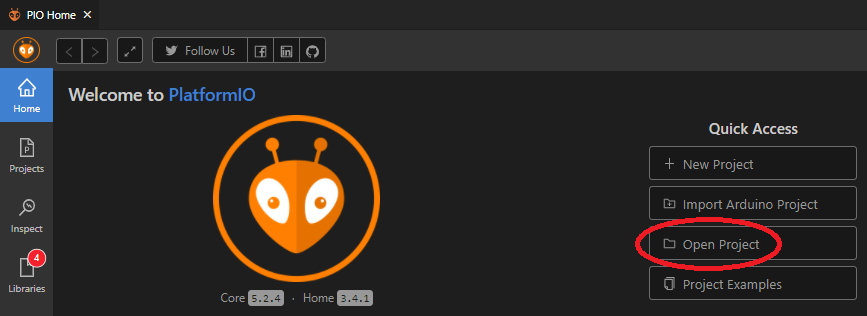 PIO Home
Follow Us
Home
Welcome to PlatformIO
Quick Access
New Project
Projects
Import Arduino Project
Inspect
Open Project
4
Libraries
Project Examples
Core 5.2.4 · Home 3.4.1